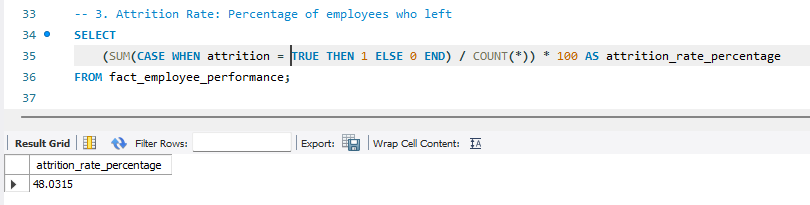 33 -- 3. Attrition Rate: Percentage of employees who left
34 SELECT
35 (SUM(CASE WHEN attrition = TRUE THEN 1 ELSE 0 END) / COUNT(*)) * 100 AS attrition_rate_percentage
36 FROM fact_employee_performance;
37
Result Grid Filter Rows: Export: Wrap Cell Content: IA
attrition_rate_percentage
48.0315